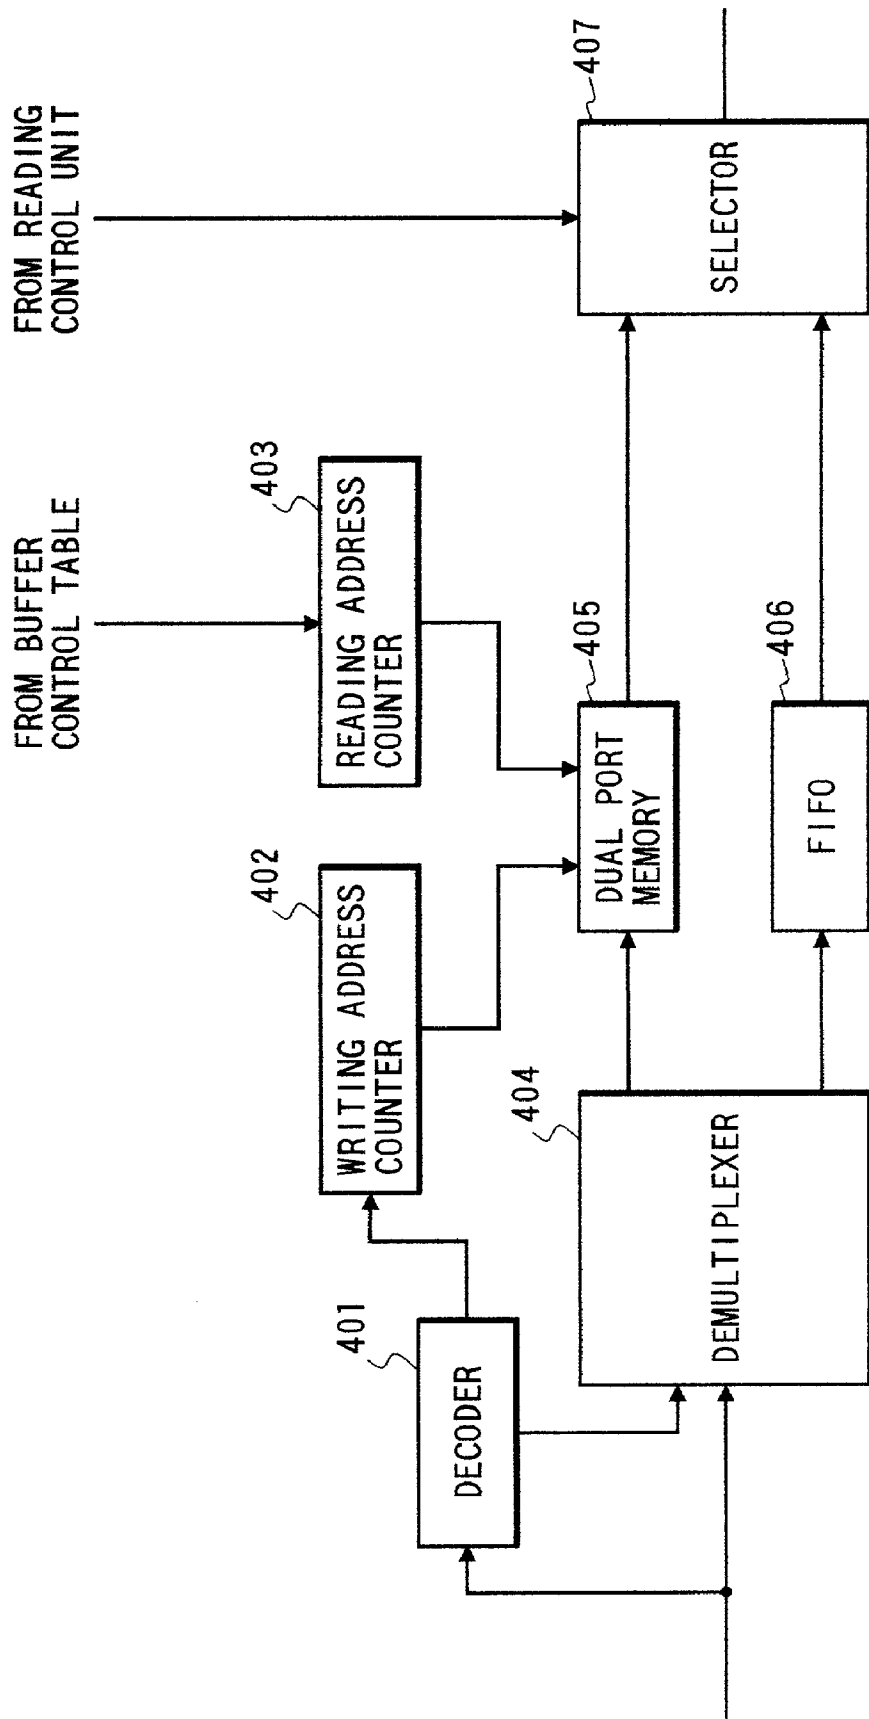 FROM BUFFER
CONTROL TABLE
FROM READING
CONTROL UNIT
401
DECODER
402
WRITING ADDRESS
COUNTER
403
READING ADDRESS
COUNTER
404
DEMULTIPLEXER
405
DUAL PORT
MEMORY
406
FIFO
407
SELECTOR